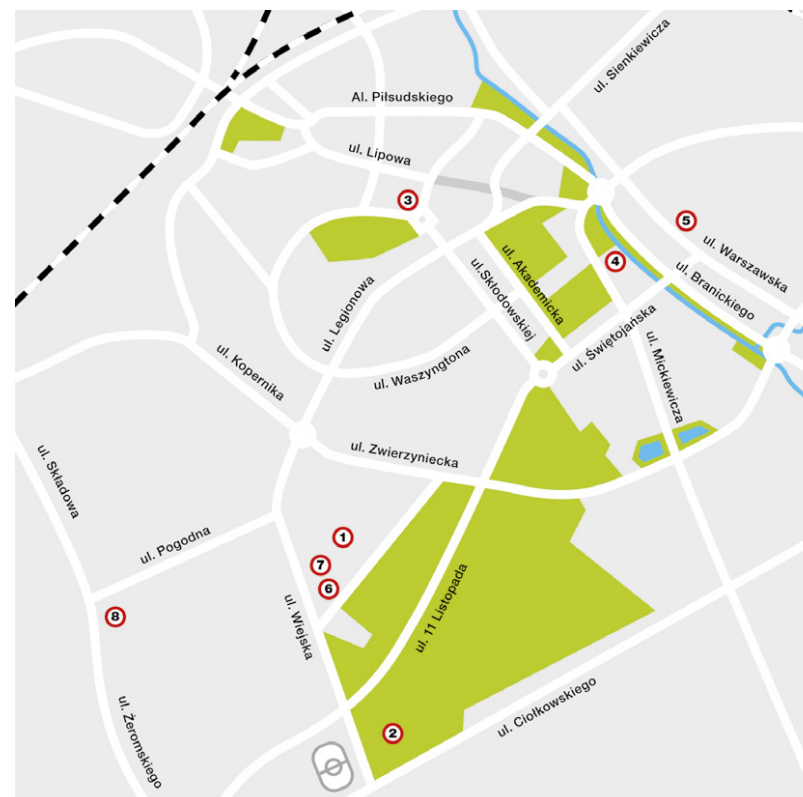 ul. Sienkiewicza
Al. Piłsudskiego
ul. Lipowa
3
5
ul. Warszawska
4
ul. Akademicka
ul. Branickiego
ul.Skłodowskiej
ul. Legionowa
ul. Świętojańska
ul. Mickiewicza
ul. Waszyngtona
ul. Kopernika
ul. Zwierzyniecka
ul. Składowa
1
ul. Pogodna
7
6
8
ul. Wiejska
ul. 11 Listopada
ul. Żeromskiego
ul. Ciołkowskiego
2